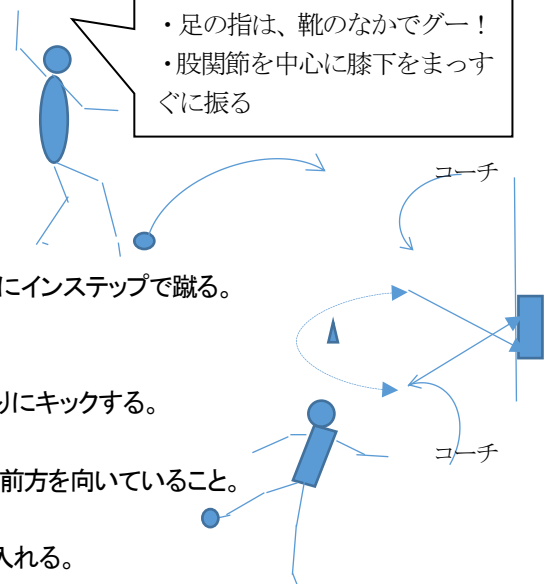 ・足の指は、靴のなかでグー！
・股関節を中心に膝下をまっす
ぐに振る
コーチ
にインステップで蹴る。
りにキックする。
コーチ
前方を向いていること。
入れる。